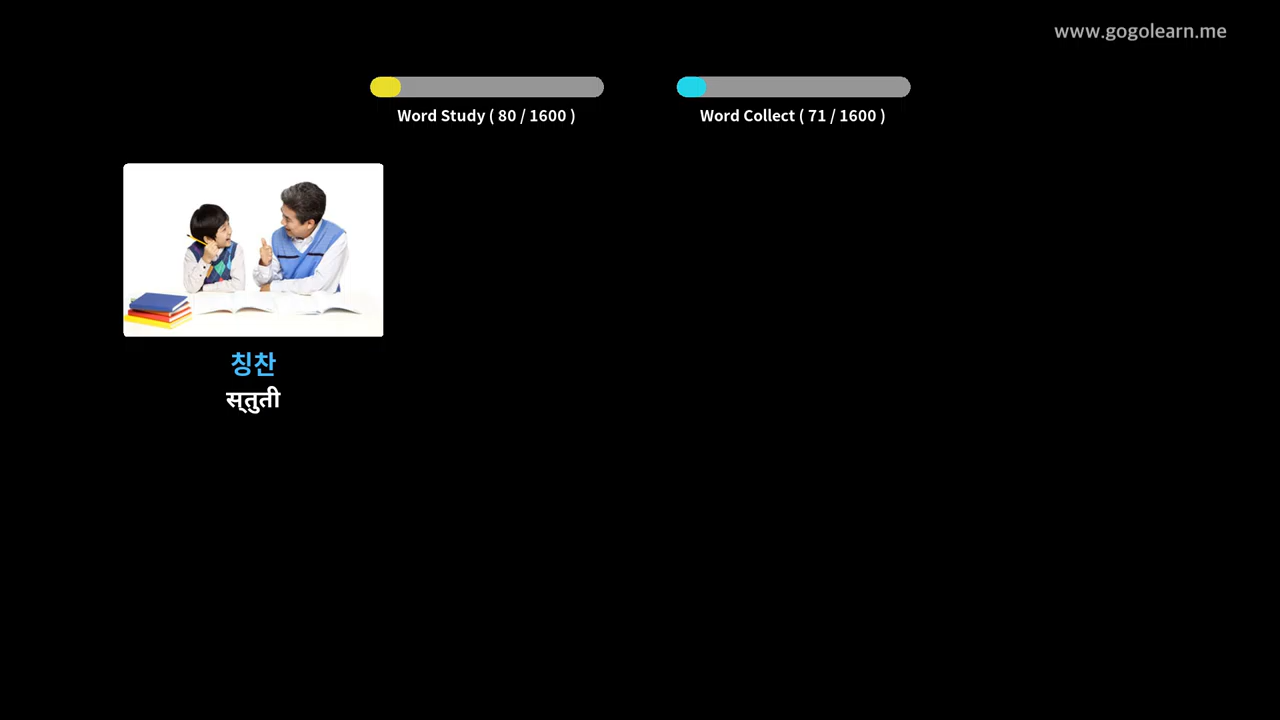 www.gogolearn.me
Word Study ( 80 / 1600 )
Word Collect ( 71 / 1600 )
칭찬
स्तुती